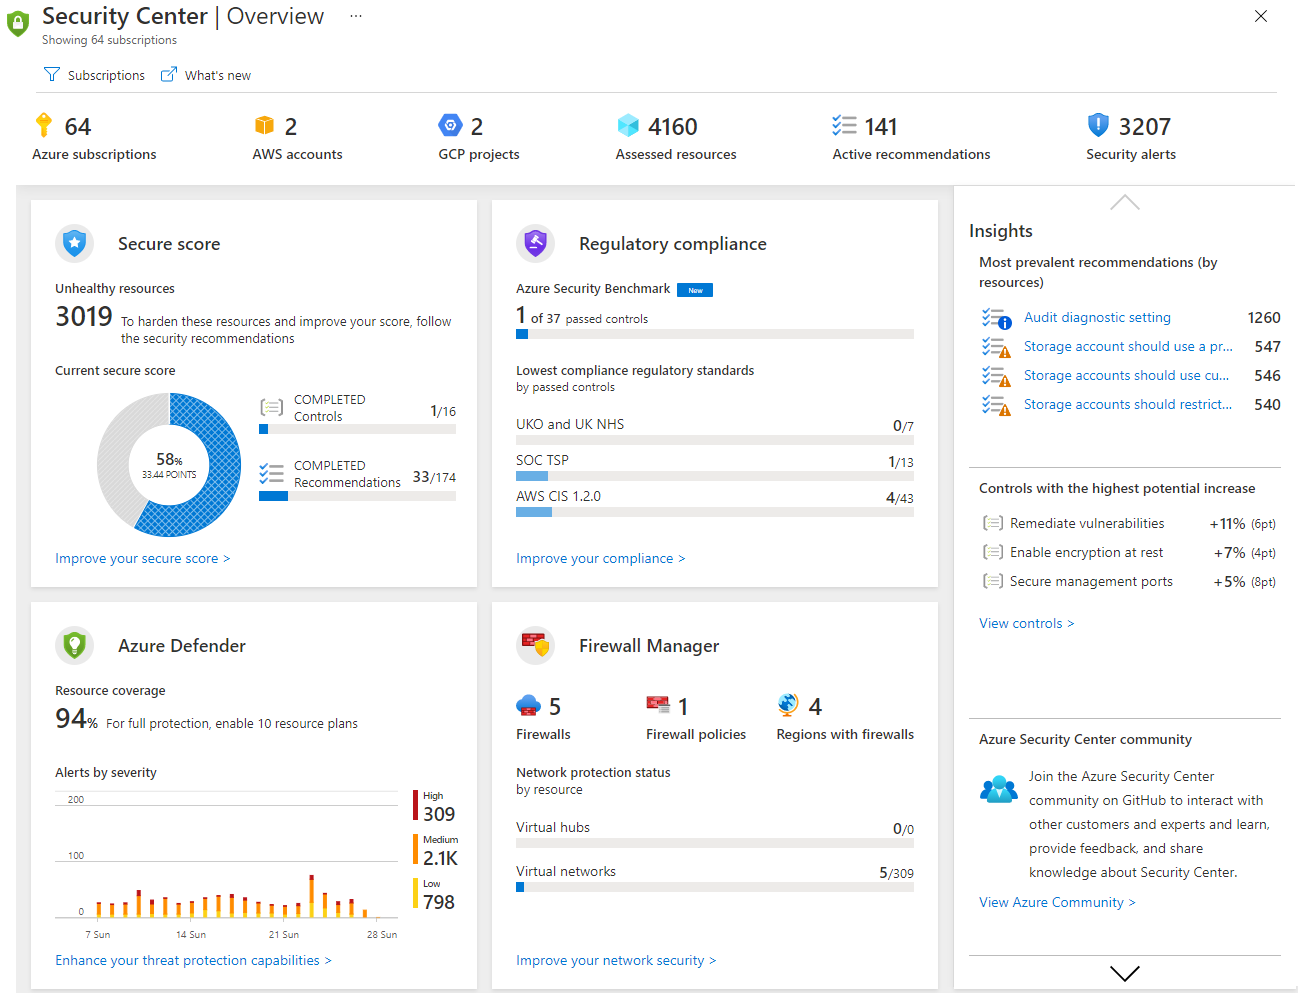 Security Center | Overview ...
Showing 64 subscriptions
Subscriptions What's new
64 2 2 4160 141 3207
Azure subscriptions AWS accounts GCP projects Assessed resources Active recommendations Security alerts
Secure score
Unhealthy resources
3019 To harden these resources and improve your score, follow
the security recommendations
Current secure score
58%
33.44 POINTS
COMPLETED
Controls 1/16
COMPLETED
Recommendations 33/174
Improve your secure score >
Regulatory compliance
Azure Security Benchmark New
1 of 37 passed controls
Lowest compliance regulatory standards
by passed controls
UKO and UK NHS 0/7
SOC TSP 1/13
AWS CIS 1.2.0 4/43
Improve your compliance >
Azure Defender
Resource coverage
94% For full protection, enable 10 resource plans
Alerts by severity
200
100
0
7 Sun 14 Sun 21 Sun 28 Sun
High
309
Medium
2.1K
Low
798
Enhance your threat protection capabilities >
Firewall Manager
5 1 4
Firewalls Firewall policies Regions with firewalls
Network protection status
by resource
Virtual hubs 0/0
Virtual networks 5/309
Improve your network security >
Insights
Most prevalent recommendations (by
resources)
Audit diagnostic setting 1260
Storage account should use a pr... 547
Storage accounts should use cu... 546
Storage accounts should restrict... 540
Controls with the highest potential increase
Remediate vulnerabilities +11% (6pt)
Enable encryption at rest +7% (4pt)
Secure management ports +5% (8pt)
View controls >
Azure Security Center community
Join the Azure Security Center
community on GitHub to interact with
other customers and experts and learn,
provide feedback, and share
knowledge about Security Center.
View Azure Community >